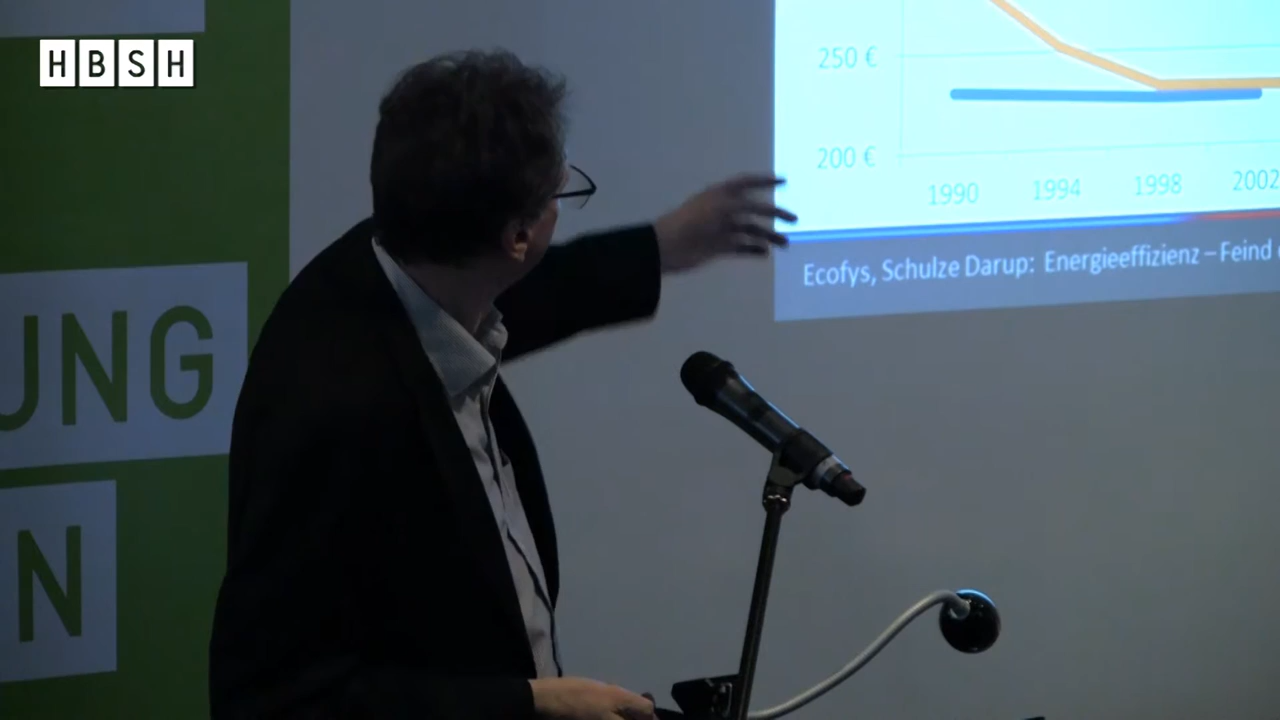 HBSH
UNG
N
250 €
200 €
1990 1994 1998 2002
Ecofys, Schulze Darup: Energieeffizienz – Feind